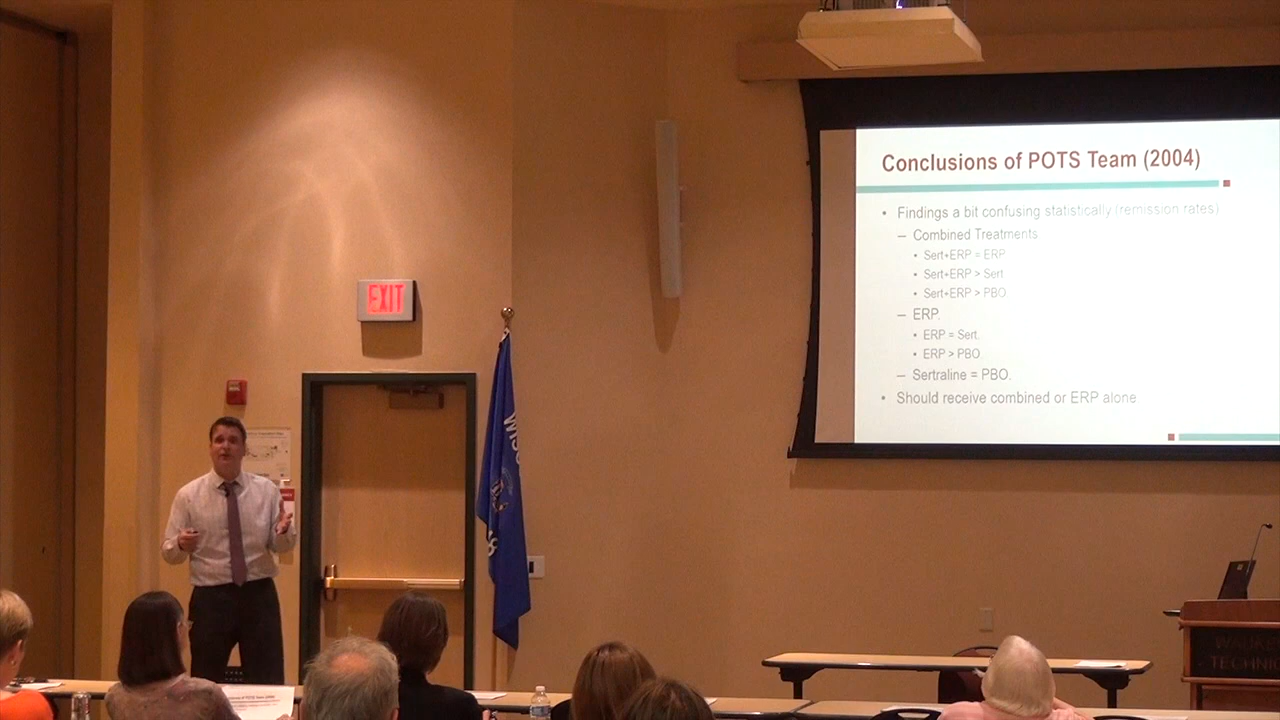 Conclusions of POTS Team (2004)
• Findings a bit confusing statistically (remission rates)
– Combined Treatments
• Sert+ERP = ERP
• Sert+ERP > Sert
• Sert+ERP > PBO
– ERP.
• ERP = Sert.
• ERP > PBO
– Sertraline = PBO.
• Should receive combined or ERP alone
EXIT